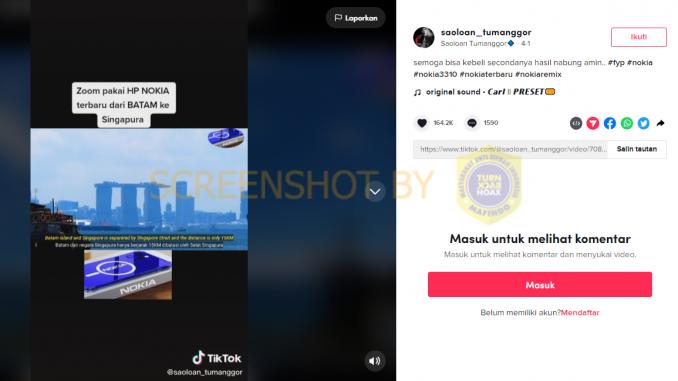 Laporkan
Zoom pakai HP NOKIA
terbaru dari BATAM ke
Singapura
Batam island and Singapore is separated by Singapore Strait and the distance is only 15KM
Batam dan negara Singapura hanya berjarak 15KM dibatasi oleh Selat Singapura
NOKIA
TikTok
@saoloan_tumanggor
SCREENSHOT BY
MASYARAKAT ANTI FITNAH INDONESIA
TURN
BACK
HOAX
MAFINDO
saoloan_tumanggor
Saoloan Tumanggor🔹 · 4-1
Ikuti
semoga bisa kebeli secondanya hasil nabung amin.. #fyp #nokia
#nokia3310 #nokiaterbaru #nokiaremix
original sound - Carl || PRESET
164.2K
1590
https://www.tiktok.com/@saoloan_tumanggor/video/708...
Salin tautan
Masuk untuk melihat komentar
Masuk untuk melihat komentar dan menyukai video.
Masuk
Belum memiliki akun? Mendaftar